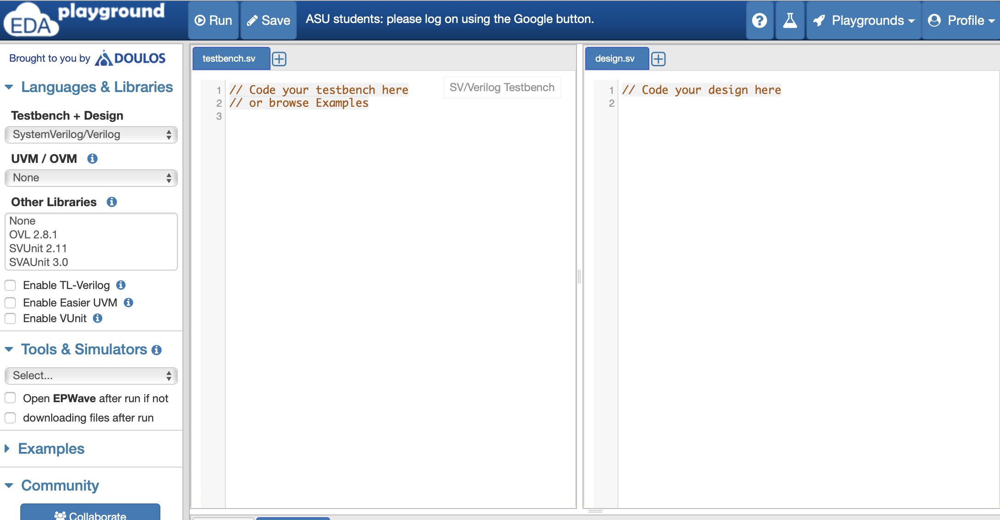 EDA playground
Run
Save
ASU students: please log on using the Google button.
Playgrounds
Profile
Brought to you by DOULOS
Languages & Libraries
Testbench + Design
SystemVerilog/Verilog
UVM / OVM
None
Other Libraries
None
OVL 2.8.1
SVUnit 2.11
SVAUnit 3.0
Enable TL-Verilog
Enable Easier UVM
Enable VUnit
Tools & Simulators
Select...
Open EPWave after run if not
downloading files after run
Examples
Community
Collaborate
testbench.sv
SV/Verilog Testbench
1 // Code your testbench here
2 // or browse Examples
3
design.sv
1 // Code your design here
2